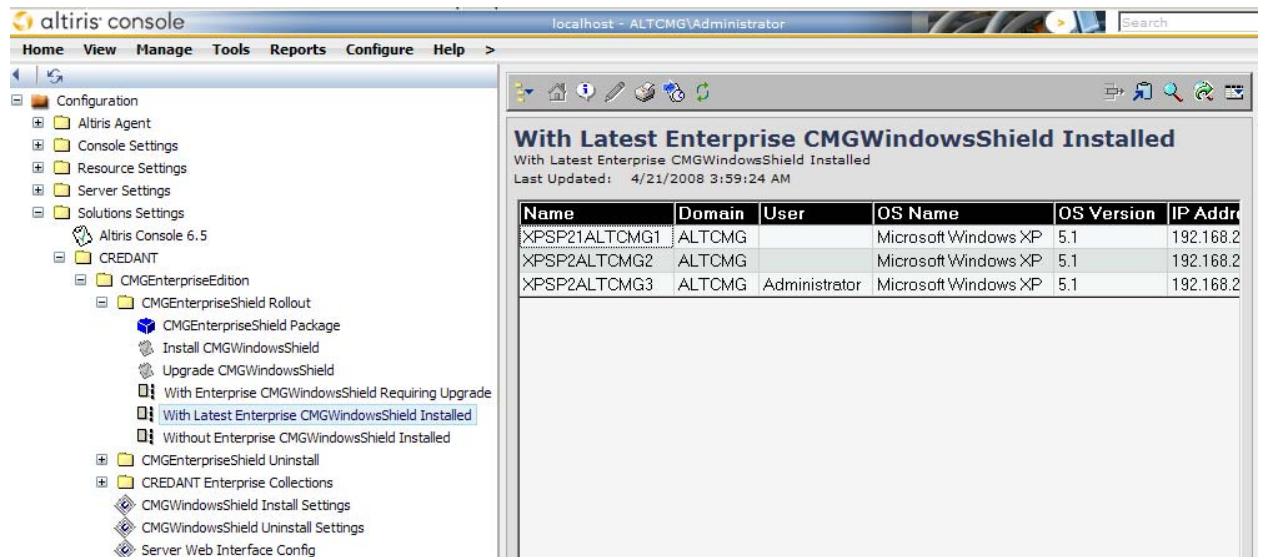 altiris console
localhost - ALTCMG\Administrator
Search
Home View Manage Tools Reports Configure Help >
Configuration
Altiris Agent
Console Settings
Resource Settings
Server Settings
Solutions Settings
Altiris Console 6.5
CREDANT
CMGEnterpriseEdition
CMGEnterpriseShield Rollout
CMGEnterpriseShield Package
Install CMGWindowsShield
Upgrade CMGWindowsShield
With Enterprise CMGWindowsShield Requiring Upgrade
With Latest Enterprise CMGWindowsShield Installed
Without Enterprise CMGWindowsShield Installed
CMGEnterpriseShield Uninstall
CREDANT Enterprise Collections
CMGWindowsShield Install Settings
CMGWindowsShield Uninstall Settings
Server Web Interface Config
With Latest Enterprise CMGWindowsShield Installed
With Latest Enterprise CMGWindowsShield Installed
Last Updated: 4/21/2008 3:59:24 AM
Name Domain User OS Name OS Version IP Addre
XPSP21ALTCMG1 ALTCMG Microsoft Windows XP 5.1 192.168.2
XPSP2ALTCMG2 ALTCMG Microsoft Windows XP 5.1 192.168.2
XPSP2ALTCMG3 ALTCMG Administrator Microsoft Windows XP 5.1 192.168.2